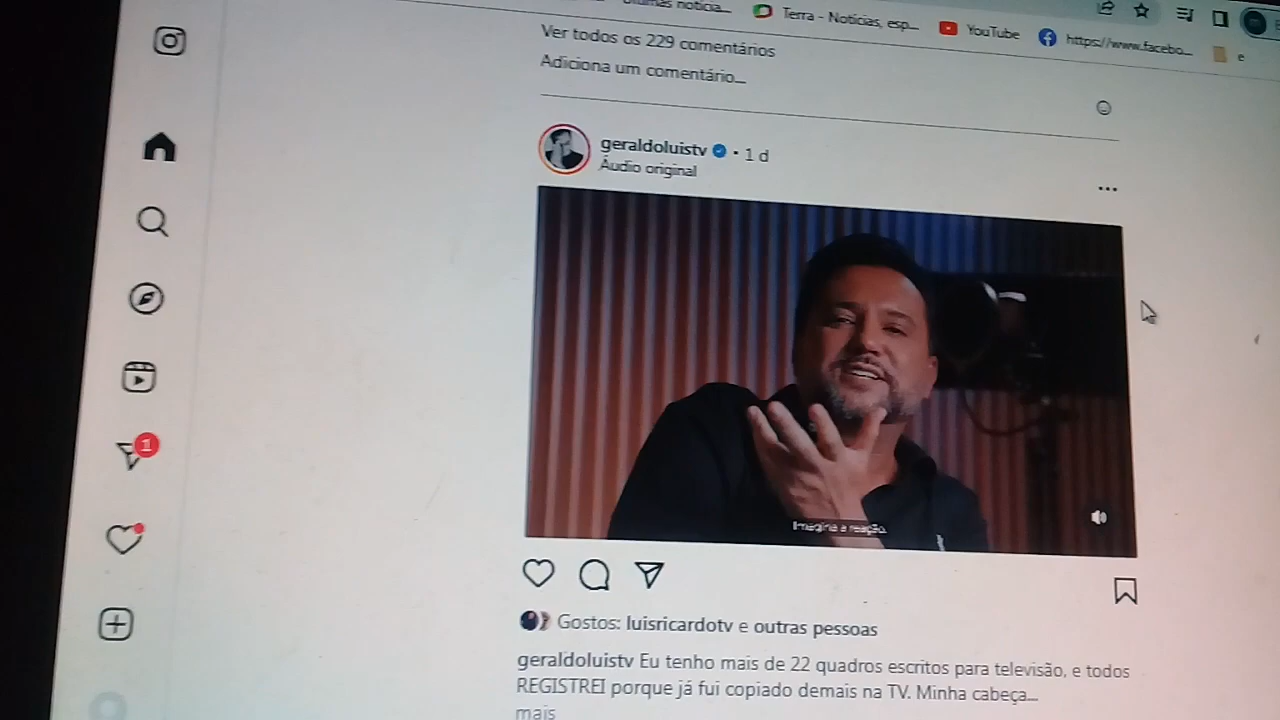 Terra - Notícias, esp...
YouTube
https://www.facebo...
e
Ver todos os 229 comentários
Adiciona um comentário...
geraldoluistv • 1 d
Áudio original
1
Imagina a reação.
Gostos: luisricardotv e outras pessoas
geraldoluistv Eu tenho mais de 22 quadros escritos para televisão, e todos
REGISTREI porque já fui copiado demais na TV. Minha cabeça...
mais